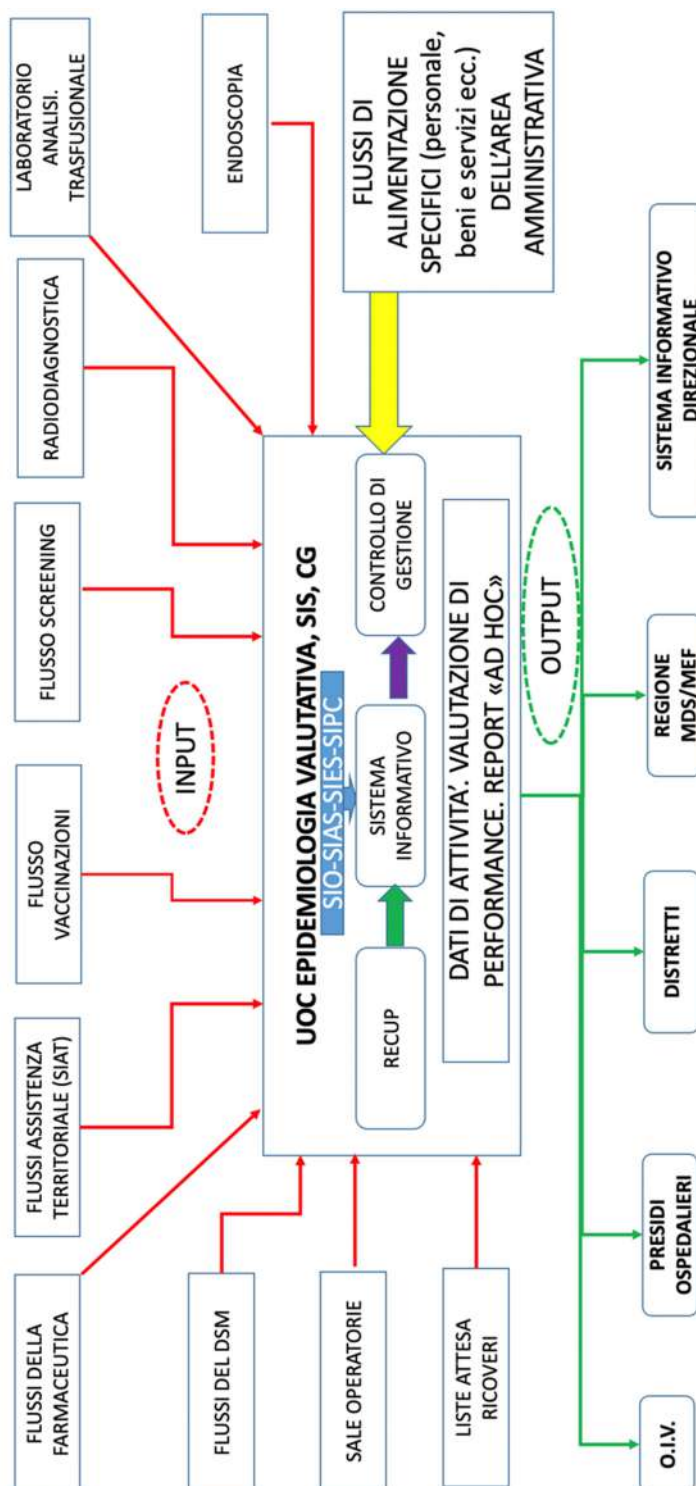 FLUSSI DELLA
FARMACEUTICA
FLUSSI ASSISTENZA
TERRITORIALE (SIAT)
FLUSSO
VACCINAZIONI
FLUSSO SCREENING
RADIODIAGNOSTICA
LABORATORIO
ANALISI.
TRASFUSIONALE
INPUT
FLUSSI DEL DSM
SALE OPERATORIE
LISTE ATTESA
RICOVERI
ENDOSCOPIA
FLUSSI DI
ALIMENTAZIONE
SPECIFICI (personale,
beni e servizi ecc.)
DELL'AREA
AMMINISTRATIVA
UOC EPIDEMIOLOGIA VALUTATIVA, SIS, CG
SIO-SIAS-SIES-SIPC
RECUP
SISTEMA
INFORMATIVO
CONTROLLO DI
GESTIONE
DATI DI ATTIVITA'. VALUTAZIONE DI
PERFORMANCE. REPORT «AD HOC»
OUTPUT
O.I.V.
PRESIDI
OSPEDALIERI
DISTRETTI
REGIONE
MDS/MEF
SISTEMA INFORMATIVO
DIREZIONALE